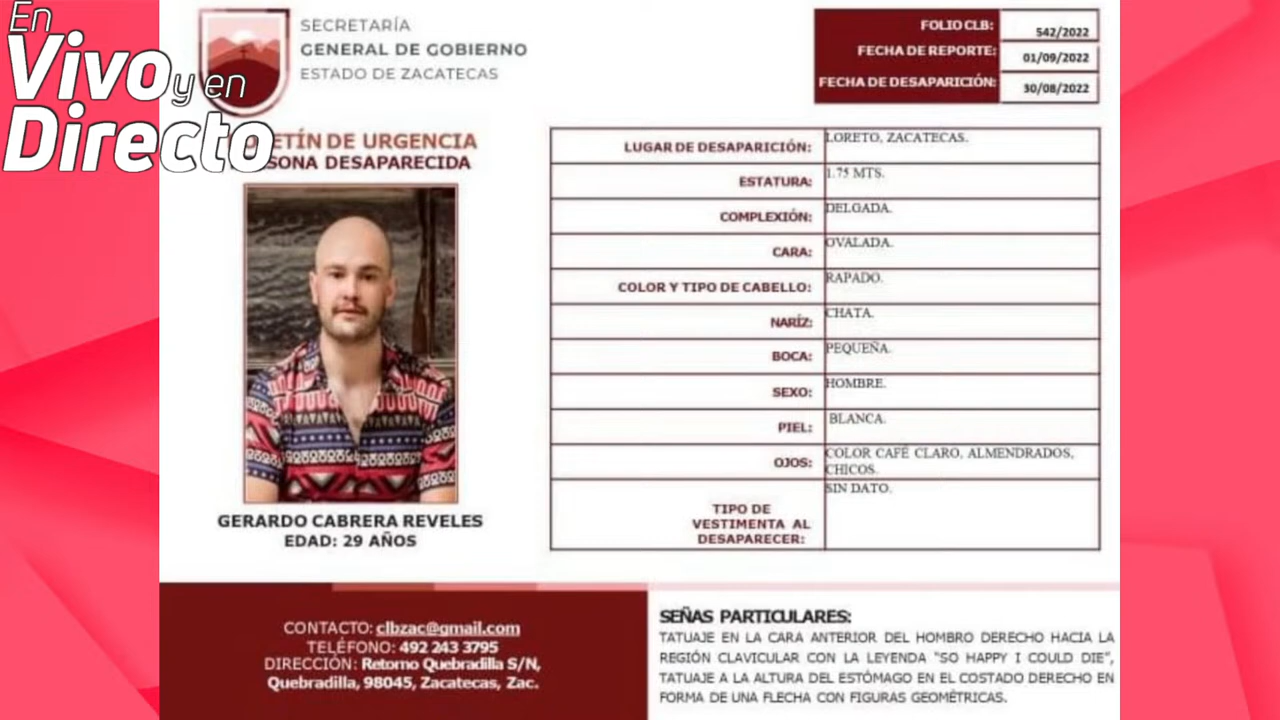 En
Vivo y en
Directo
SECRETARÍA
GENERAL DE GOBIERNO
ESTADO DE ZACATECAS
FOLIO CLB: 542/2022
FECHA DE REPORTE: 01/09/2022
FECHA DE DESAPARICIÓN: 30/08/2022
DE URGENCIA
DESAPARECIDA
GERARDO CABRERA REVELES
EDAD: 29 AÑOS
LUGAR DE DESAPARICIÓN: LORETO, ZACATECAS.
ESTATURA: 1.75 MTS.
COMPLEXIÓN: DELGADA.
CARA: OVALADA.
COLOR Y TIPO DE CABELLO: RAPADO.
NARÍZ: CHATA.
BOCA: PEQUEÑA.
SEXO: HOMBRE.
PIEL: BLANCA.
OJOS: COLOR CAFÉ CLARO, ALMENDRADOS,
CHICOS.
TIPO DE
VESTIMENTA AL
DESAPARECER:
SIN DATO.
CONTACTO: clbzac@gmail.com
TELÉFONO: 492 243 3795
DIRECCIÓN: Retorno Quebradilla S/N,
Quebradilla, 98045, Zacatecas, Zac.
SEÑAS PARTICULARES:
TATUAJE EN LA CARA ANTERIOR DEL HOMBRO DERECHO HACIA LA
REGIÓN CLAVICULAR CON LA LEYENDA "SO HAPPY I COULD DIE",
TATUAJE A LA ALTURA DEL ESTÓMAGO EN EL COSTADO DERECHO EN
FORMA DE UNA FLECHA CON FIGURAS GEOMÉTRICAS.